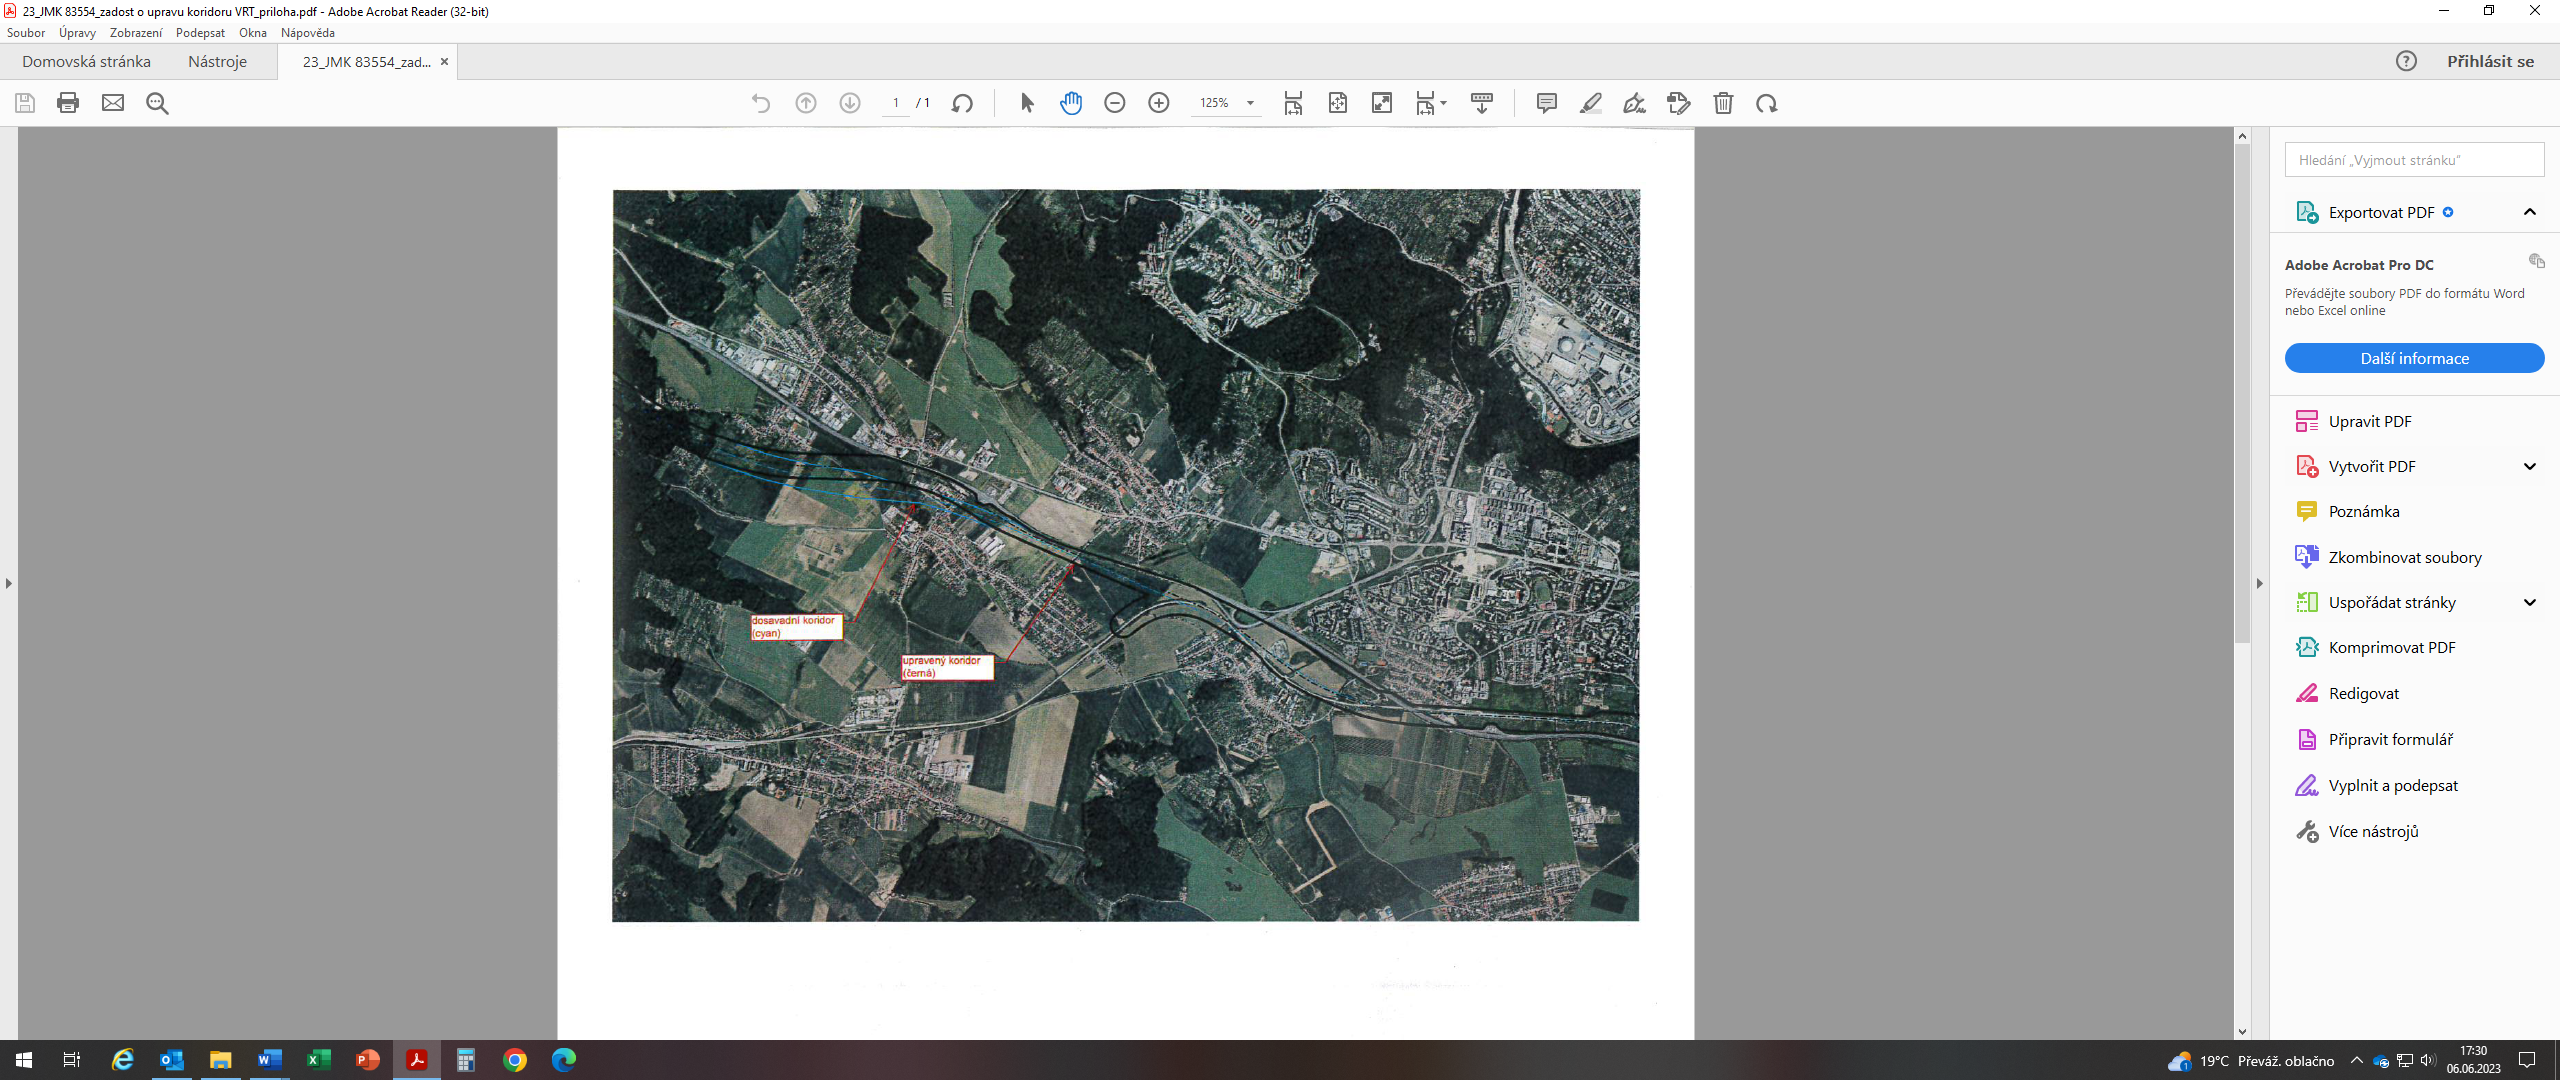 23_JMK 83554_zadost o upravu koridoru VRT_priloha.pdf - Adobe Acrobat Reader (32-bit)
Soubor Úpravy Zobrazení Podepsat Okna Nápověda
Domovská stránka Nástroje 23_JMK 83554_zad... × Přihlásit se
1 / 1 125%
Hledání „Vyjmout stránku“
Exportovat PDF
Adobe Acrobat Pro DC
Převádějte soubory PDF do formátu Word
nebo Excel online
Další informace
Upravit PDF
Vytvořit PDF
Poznámka
Zkombinovat soubory
Uspořádat stránky
Komprimovat PDF
Redigovat
Připravit formulář
Vyplnit a podepsat
Více nástrojů
dosavadní koridor
(cyan)
upravený koridor
(černá)
19°C Převáž. oblačno
17:30
06.06.2023